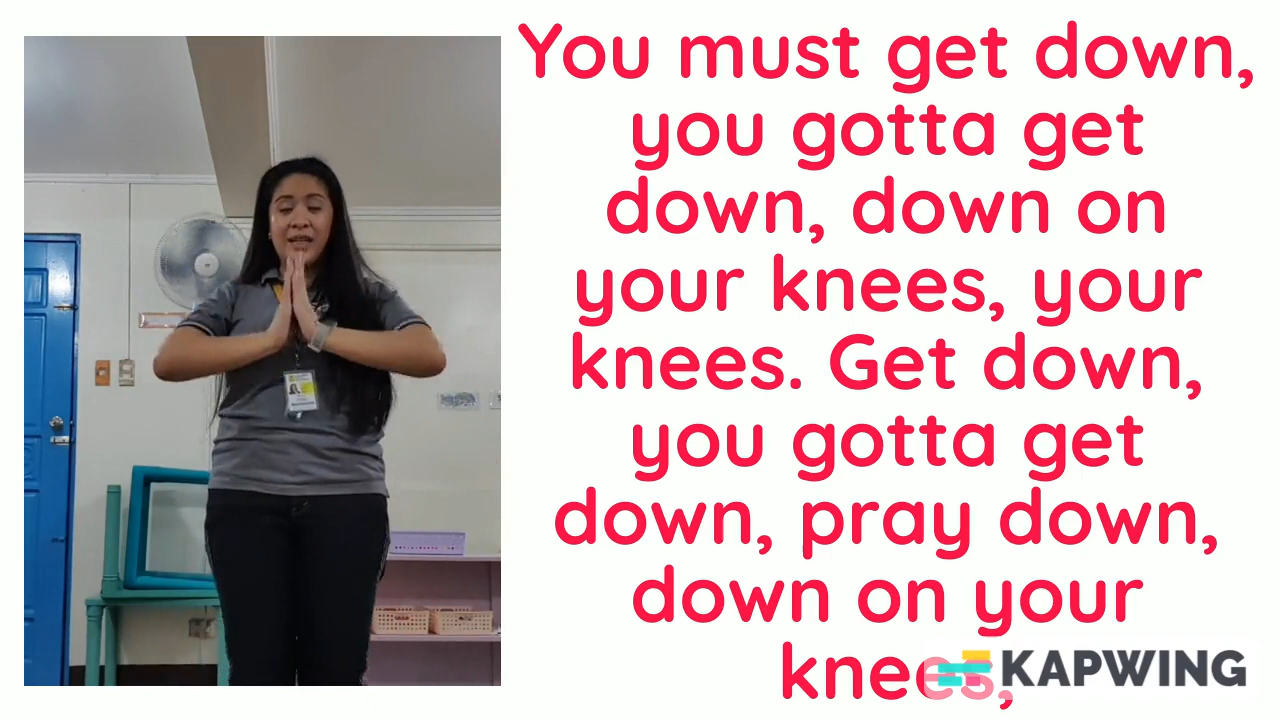 You must get down,
you gotta get
down, down on
your knees, your
knees. Get down,
you gotta get
down, pray down,
down on your
knees,
KAPWING